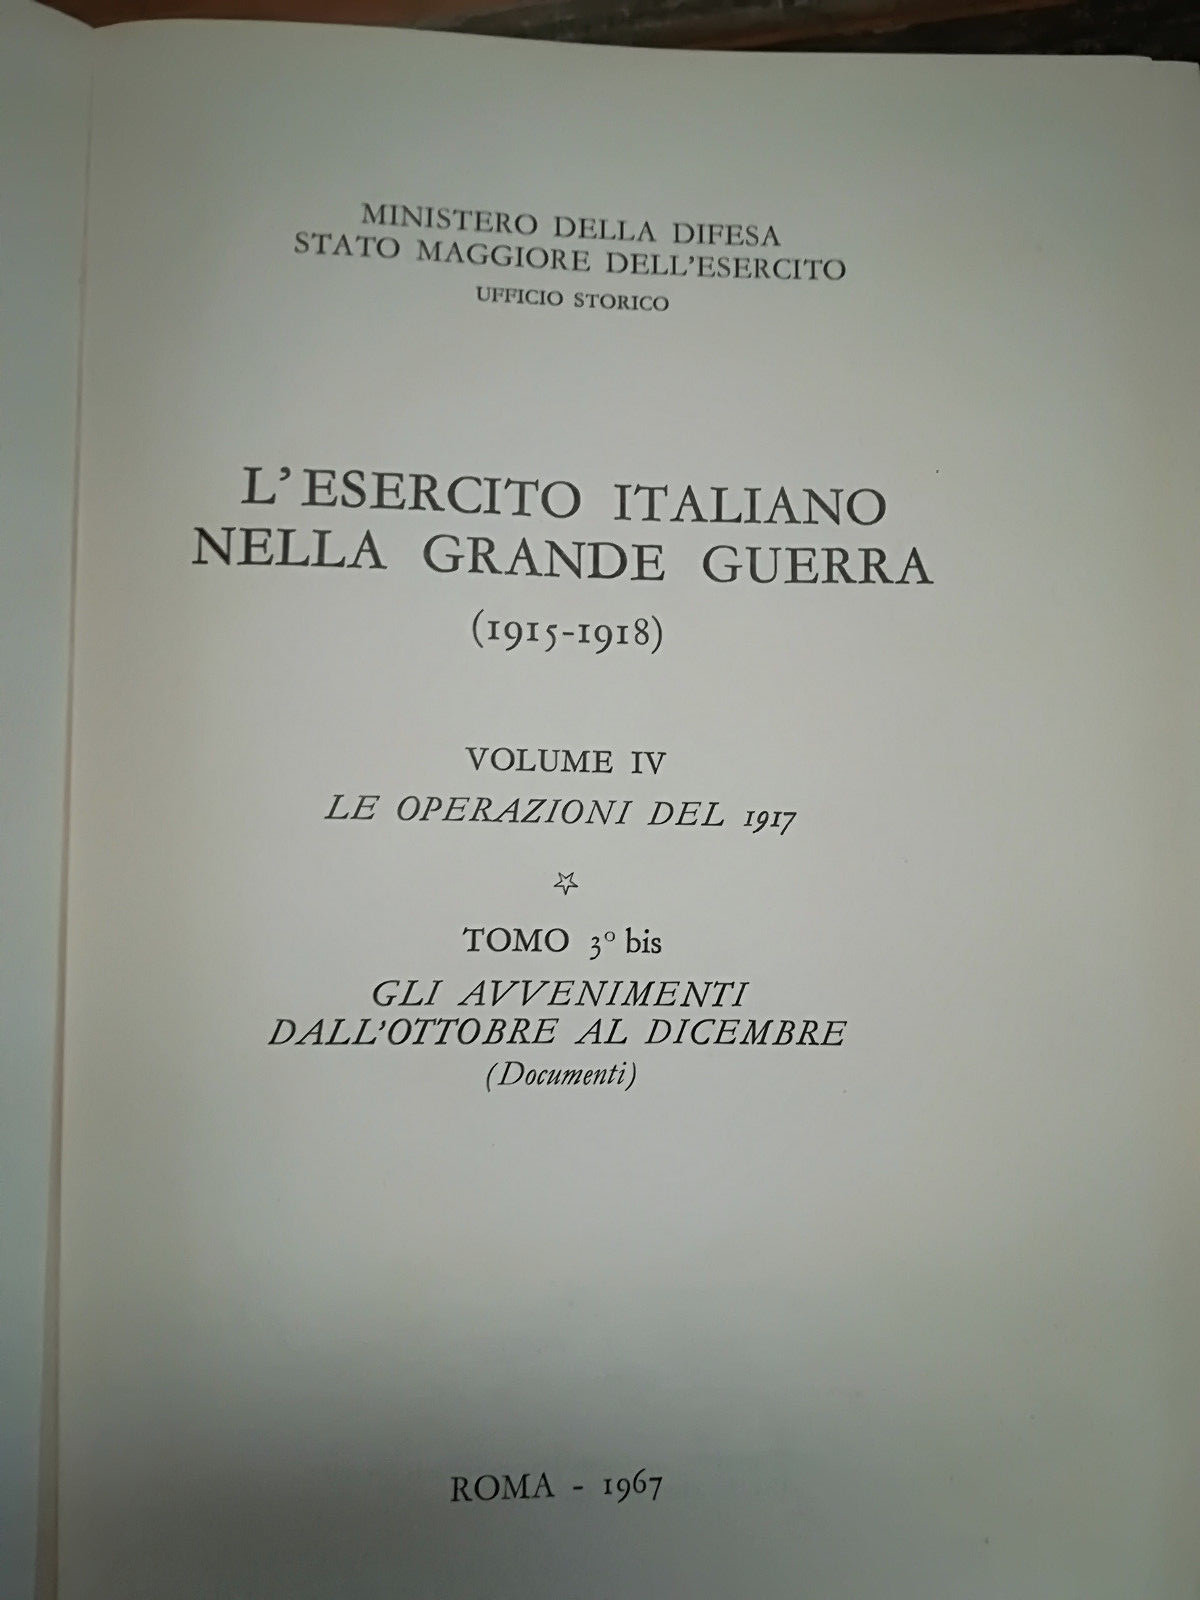 MINISTERO DELLA DIFESA
STATO MAGGIORE DELL'ESERCITO
UFFICIO STORICO
L'ESERCITO ITALIANO
NELLA GRANDE GUERRA
(1915-1918)
VOLUME IV
LE OPERAZIONI DEL 1917
TOMO 3° bis
GLI AVVENIMENTI
DALL'OTTOBRE AL DICEMBRE
(Documenti)
ROMA - 1967